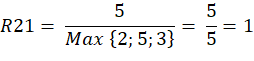 R21 = 5 / Max {2; 5; 3} = 5 / 5 = 1